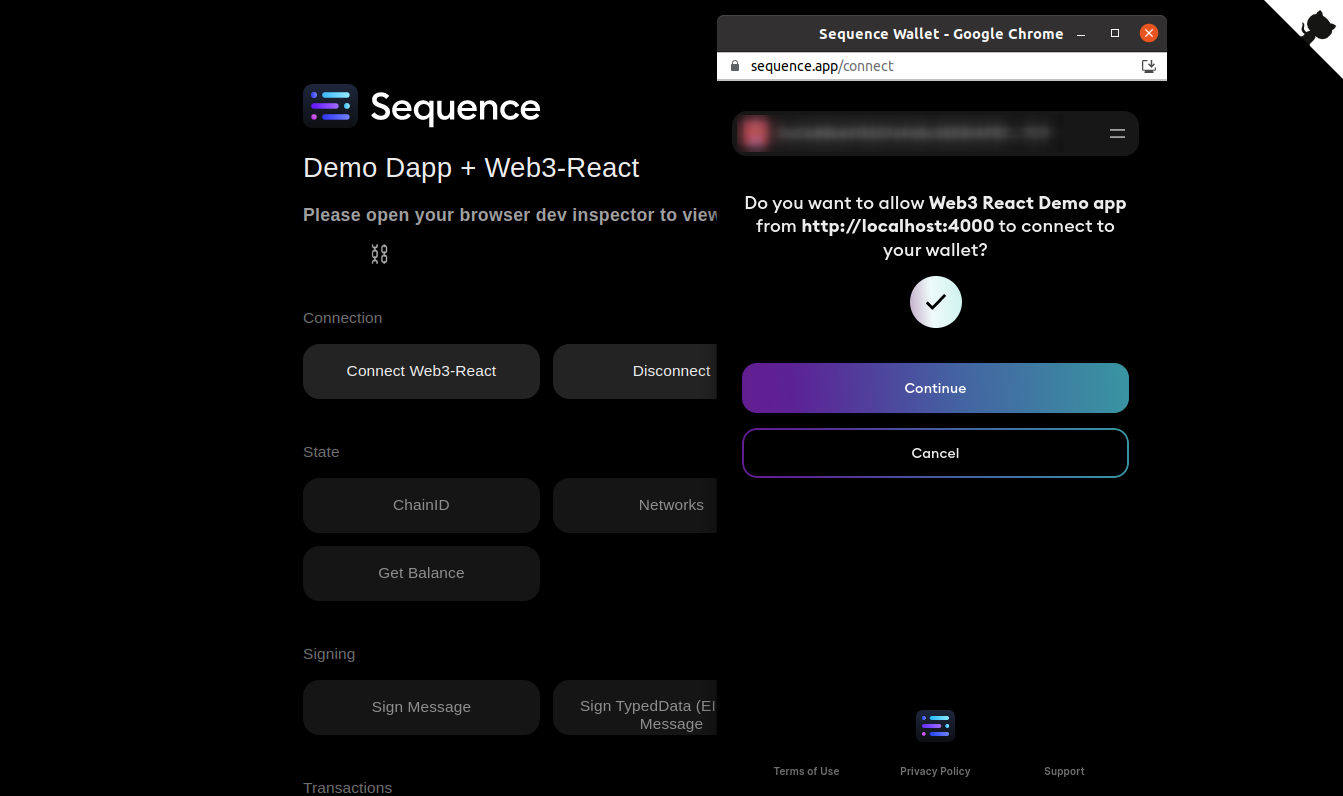 Sequence
Demo Dapp + Web3-React
Please open your browser dev inspector to view
Connection
Connect Web3-React
Disconnect
State
ChainID
Networks
Get Balance
Signing
Sign Message
Sign TypedData (EI
Message
Transactions
Sequence Wallet - Google Chrome
sequence.app/connect
Do you want to allow Web3 React Demo app
from http://localhost:4000 to connect to
your wallet?
Continue
Cancel
Terms of Use
Privacy Policy
Support